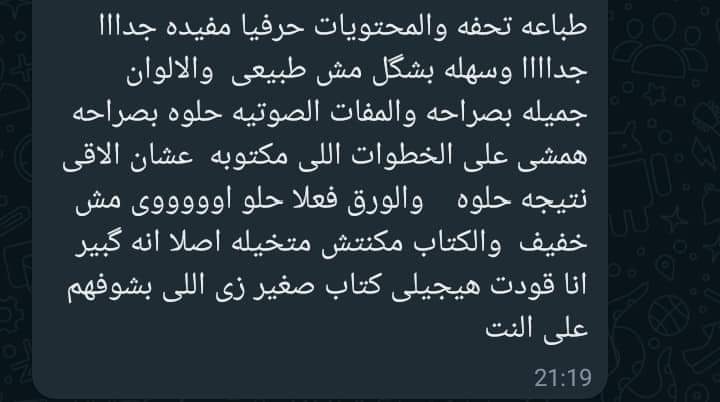 طباعه تحفه والمحتويات حرفيا مفيده جدااا
جداااا وسهله بشگل مش طبيعى والالوان
جميله بصراحه والمفات الصوتيه حلوه بصراحه
همشى على الخطوات اللى مكتوبه عشان الاقى
نتيجه حلوه والورق فعلا حلو اوووووى مش
خفيف والكتاب مكنتش متخيله اصلا انه گبير
انا قودت هيجيلى كتاب صغير زى اللى بشوفهم
على النت
21:19